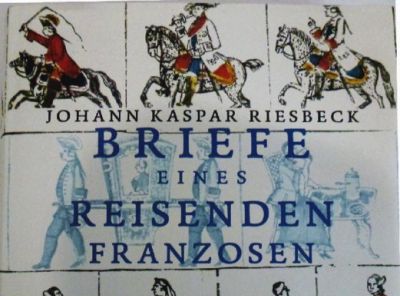 JOHANN KASPAR RIESBECK
BRIEFE
EINES
REISENDEN
FRANZOSEN